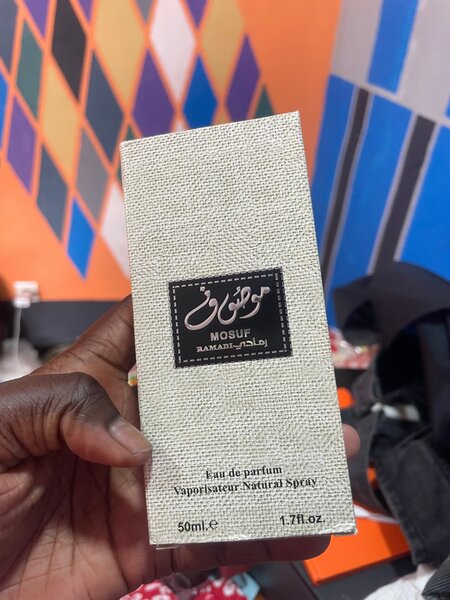 موصوف
MOSUF
RAMADI رمادي
Eau de parfum
Vaporisateur Natural Spray
50ml.e 1.7fl.oz.